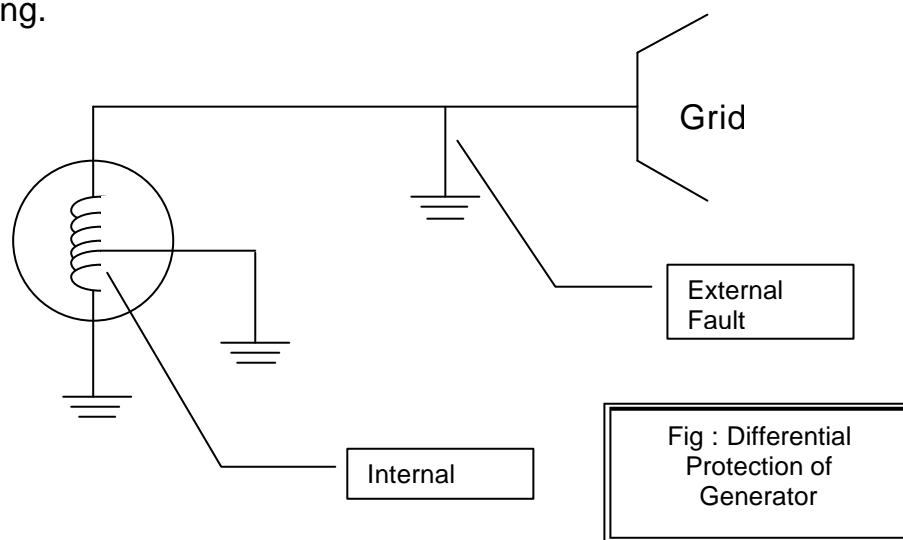 ng.
Grid
External
Fault
Internal
Fig : Differential
Protection of
Generator